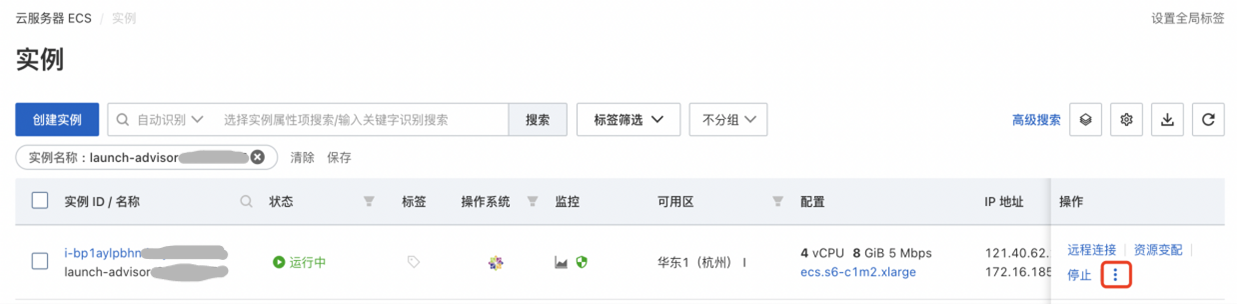 云服务器 ECS / 实例
设置全局标签
实例
创建实例 自动识别 选择实例属性项搜索/输入关键字识别搜索 搜索 标签筛选 不分组 高级搜索
实例名称：launch-advisor 清除 保存
实例 ID / 名称 状态 标签 操作系统 监控 可用区 配置 IP 地址 操作
i-bp1aylpbhn 运行中 华东1（杭州） I 4 vCPU 8 GiB 5 Mbps 121.40.62. 远程连接 资源变配
launch-advisor ecs.s6-c1m2.xlarge 172.16.185 停止